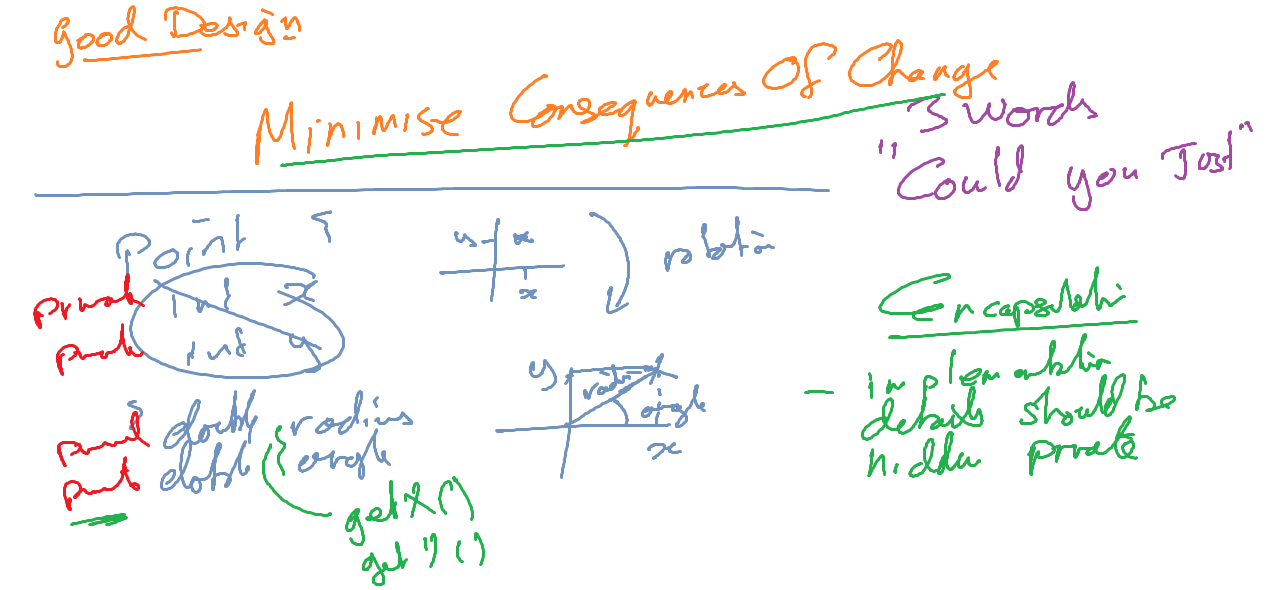 Good Design
Minimise Consequences Of Change
3 Words
"Could you Just"
Point {
y x
x
rotation
private int x
private int y
Encapsulation
y radius angle
x
- implementation
details should be
hidden private
private double radius
private double angle
getX()
getY()